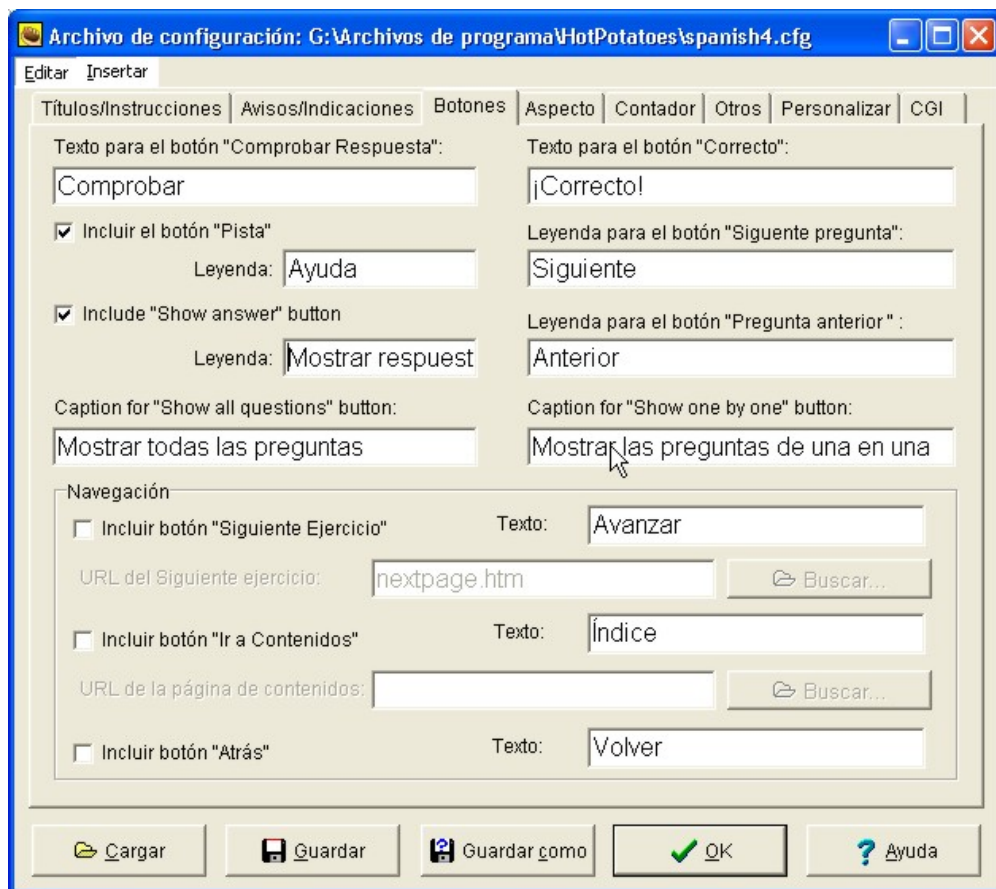 Archivo de configuración: G:\Archivos de programa\HotPotatoes\spanish4.cfg
Editar Insertar
Títulos/Instrucciones Avisos/Indicaciones Botones Aspecto Contador Otros Personalizar CGI
Texto para el botón "Comprobar Respuesta":
Comprobar
Texto para el botón "Correcto":
¡Correcto!
Incluir el botón "Pista"
Leyenda: Ayuda
Leyenda para el botón "Siguente pregunta":
Siguiente
Include "Show answer" button
Leyenda: Mostrar respuest
Leyenda para el botón "Pregunta anterior" :
Anterior
Caption for "Show all questions" button:
Mostrar todas las preguntas
Caption for "Show one by one" button:
Mostrar las preguntas de una en una
Navegación
Incluir botón "Siguiente Ejercicio" Texto: Avanzar
URL del Siguiente ejercicio: nextpage.htm Buscar...
Incluir botón "Ir a Contenidos" Texto: Índice
URL de la página de contenidos: Buscar...
Incluir botón "Atrás" Texto: Volver
Cargar Guardar Guardar como OK Ayuda